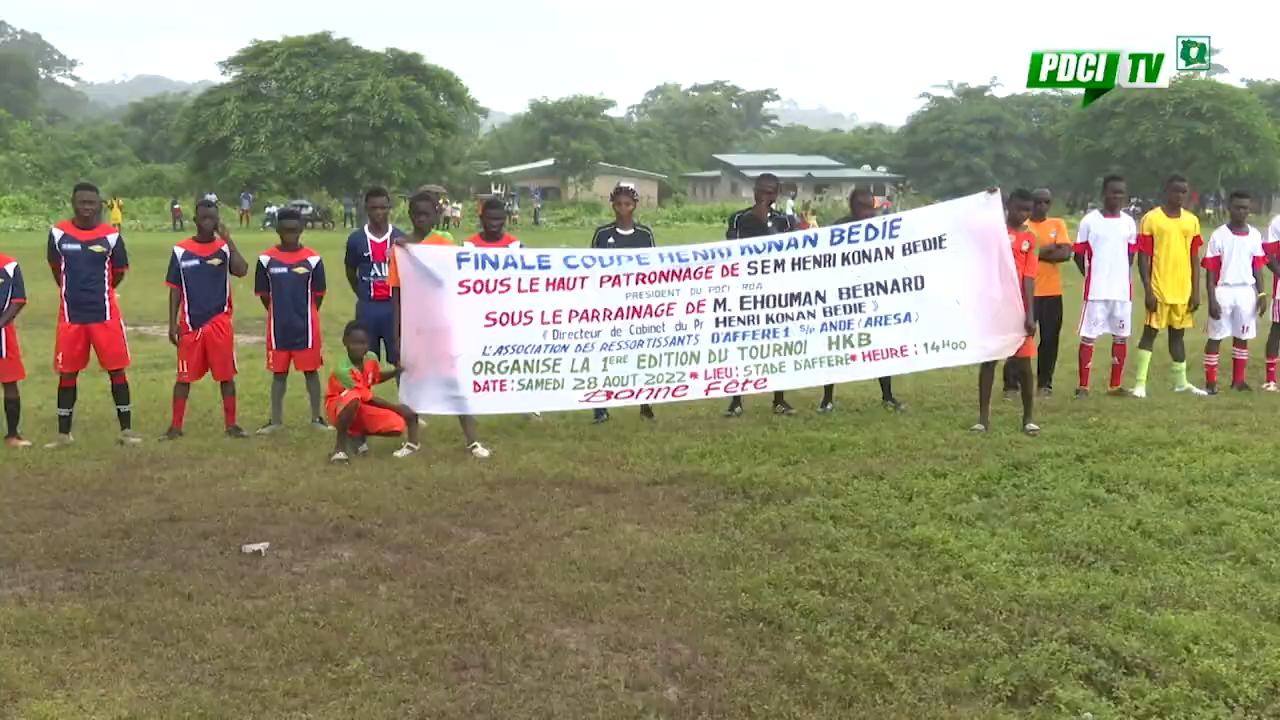 PDCI TV
FINALE COUPE HENRI KONAN BEDIE
SOUS LE HAUT PATRONNAGE DE SEM HENRI KONAN BEDIE
PRESIDENT DU PDCI-RDA
SOUS LE PARRAINAGE DE M. EHOUMAN BERNARD
《 Directeur de Cabinet du Pr HENRI KONAN BEDIE 》
L'ASSOCIATION DES RESSORTISSANTS D'AFFERE 1 S/P ANDE (ARESA)
ORGANISE LA 1ERE EDITION DU TOURNOI HKB
DATE : SAMEDI 28 AOUT 2022 * LIEU : STADE D'AFFERE * HEURE : 14H00
BONNE FÊTE